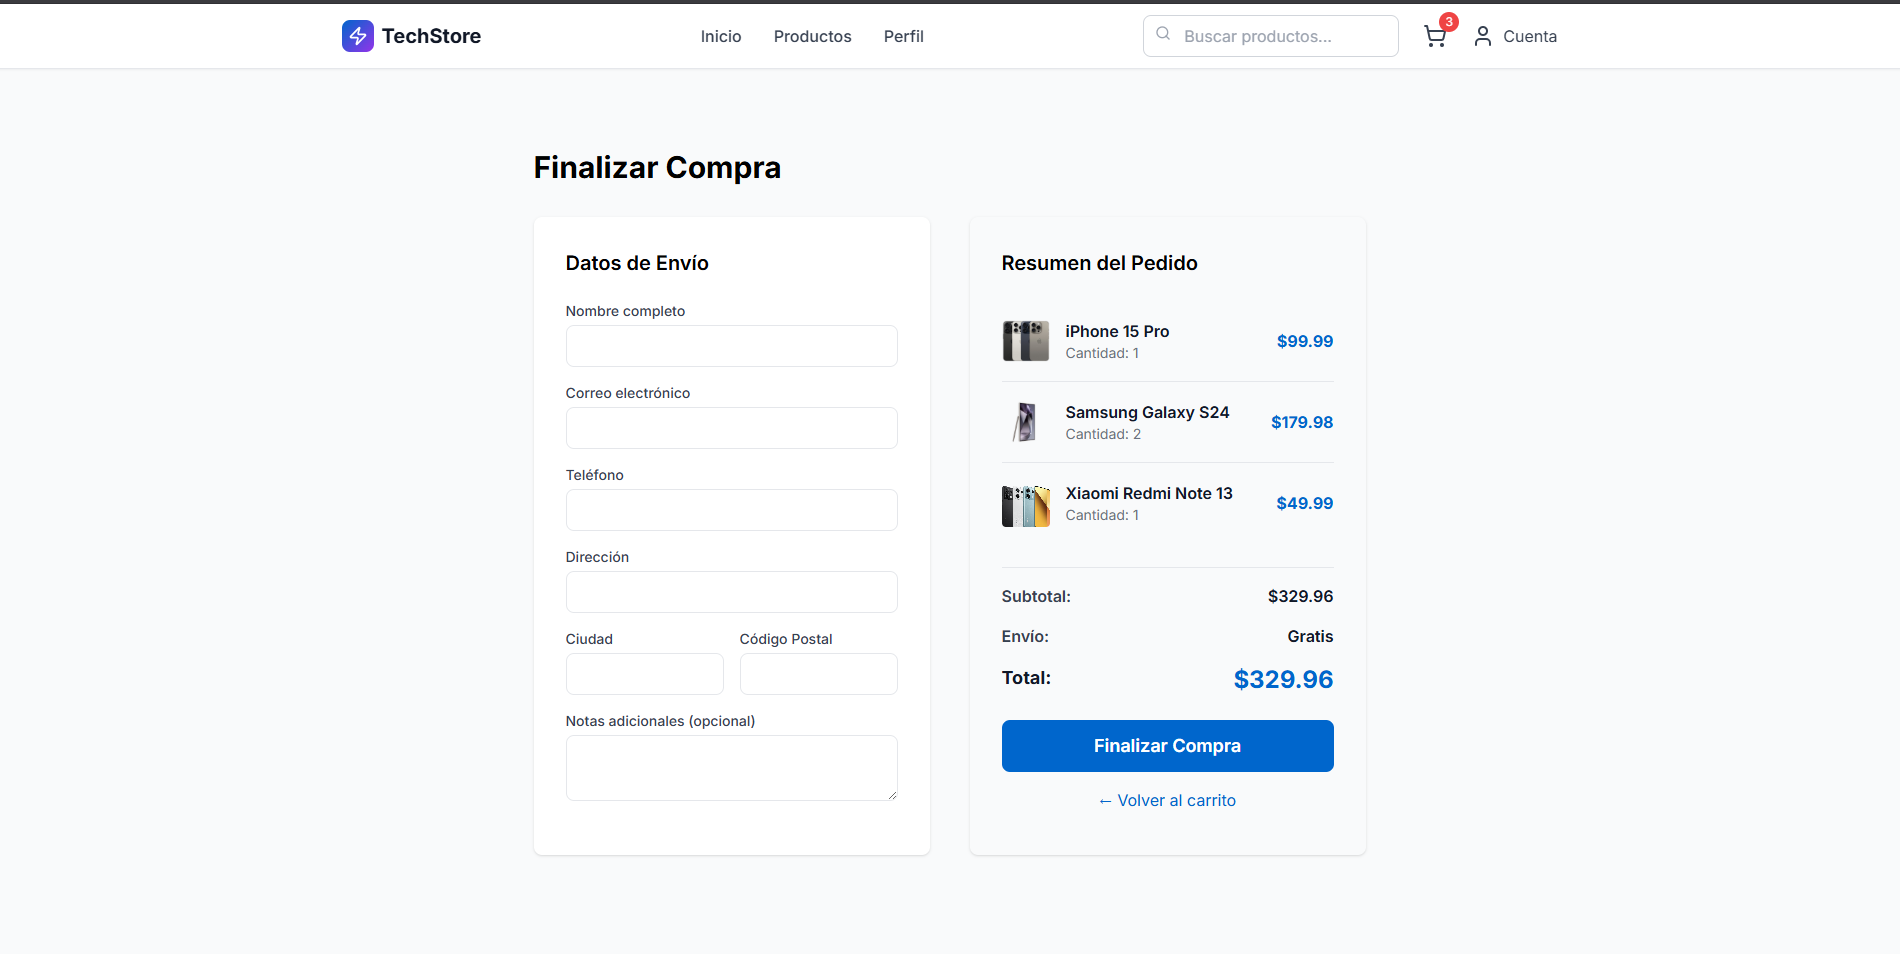 TechStore
Inicio
Productos
Perfil
Buscar productos...
3
Cuenta
Finalizar Compra
Datos de Envío
Nombre completo
Correo electrónico
Teléfono
Dirección
Ciudad
Código Postal
Notas adicionales (opcional)
Resumen del Pedido
iPhone 15 Pro
Cantidad: 1
$99.99
Samsung Galaxy S24
Cantidad: 2
$179.98
Xiaomi Redmi Note 13
Cantidad: 1
$49.99
Subtotal: $329.96
Envío: Gratis
Total: $329.96
Finalizar Compra
← Volver al carrito